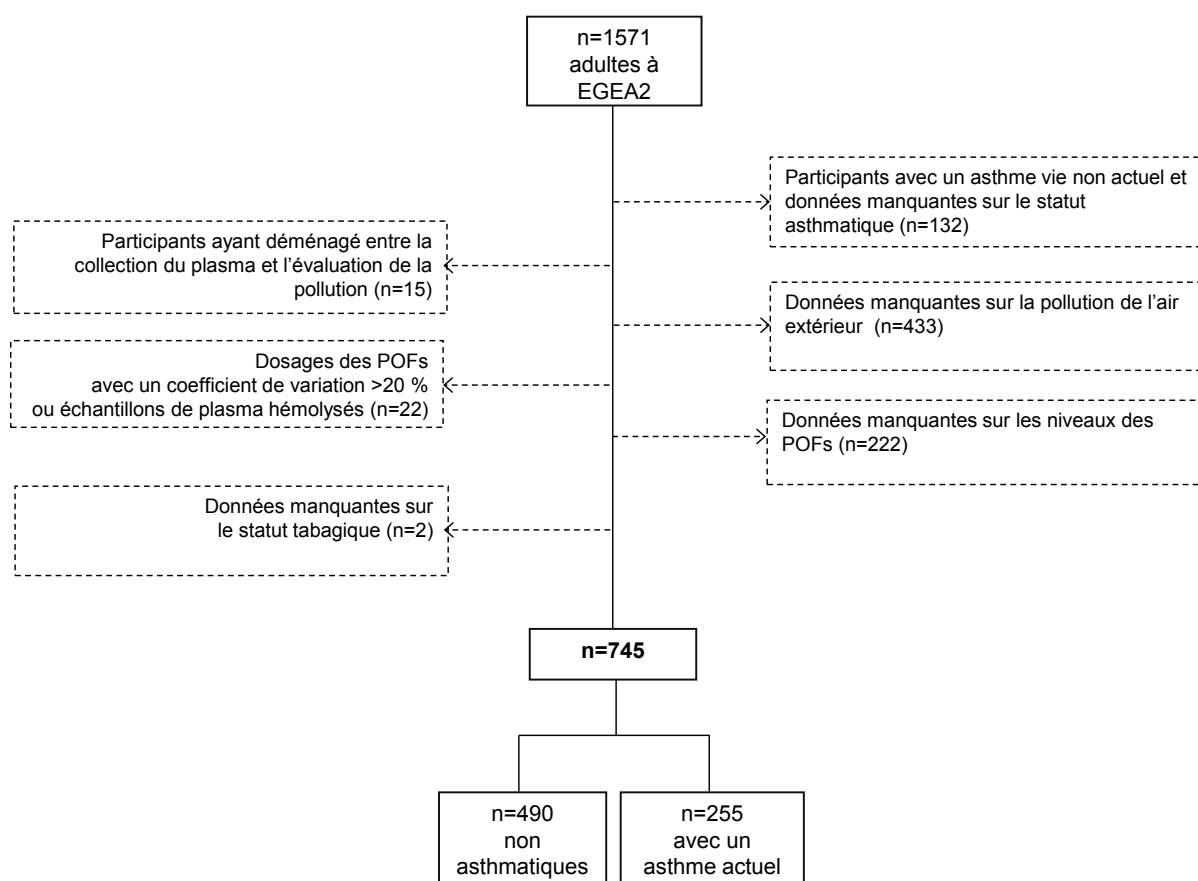 n=1571
adultes à
EGEA2
Participants avec un asthme vie non actuel et
données manquantes sur le statut
asthmatique (n=132)
Participants ayant déménagé entre la
collection du plasma et l’évaluation de la
pollution (n=15)
Données manquantes sur la pollution de l’air
extérieur (n=433)
Dosages des POFs
avec un coefficient de variation >20 %
ou échantillons de plasma hémolysés (n=22)
Données manquantes sur les niveaux des
POFs (n=222)
Données manquantes sur
le statut tabagique (n=2)
n=745
n=490
non
asthmatiques
n=255
avec un
asthme actuel